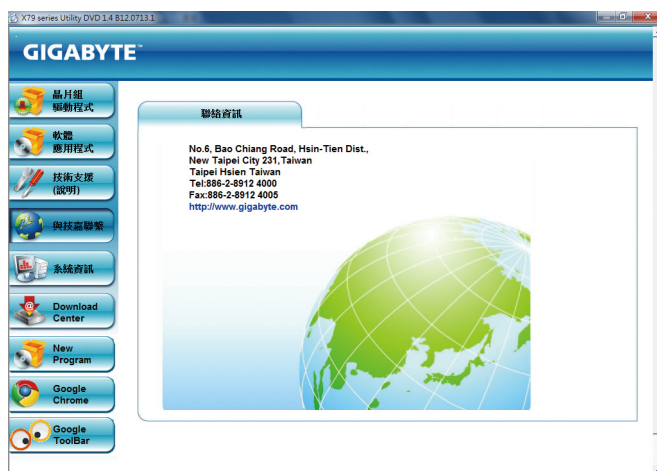 X79 series Utility DVD 1.4 B12.0713.1
GIGABYTE™
晶片組
驅動程式
軟體
應用程式
技術支援
(說明)
與技嘉聯繫
系統資訊
Download
Center
New
Program
Google
Chrome
Google
ToolBar
聯絡資訊
No.6, Bao Chiang Road, Hsin-Tien Dist.,
New Taipei City 231,Taiwan
Taipei Hsien Taiwan
Tel:886-2-8912 4000
Fax:886-2-8912 4005
http://www.gigabyte.com